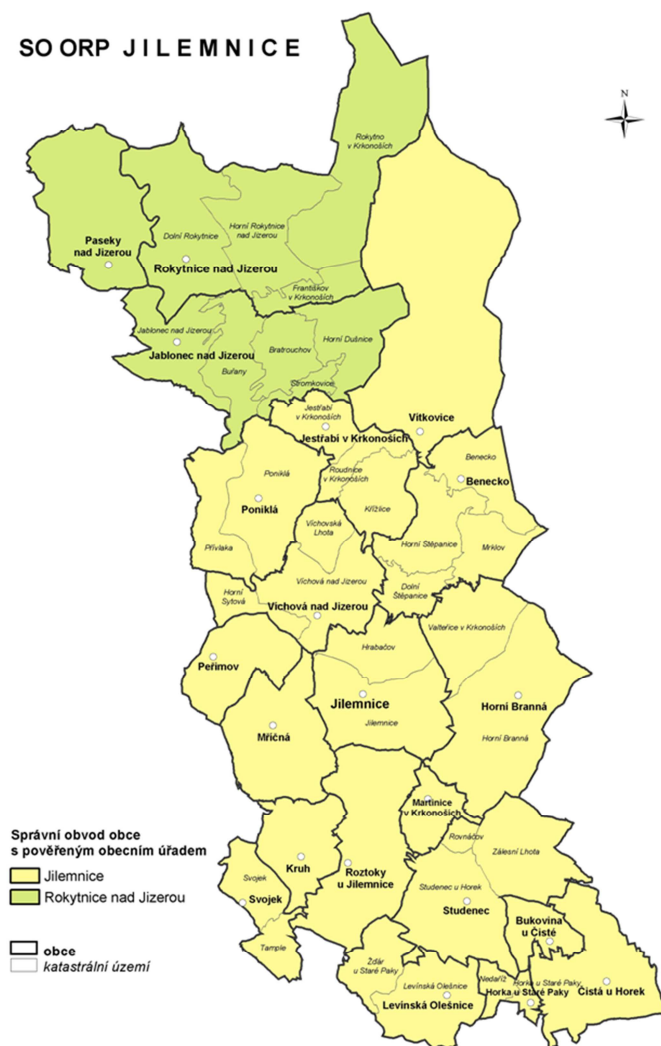 SO ORP JILEMNICE
N
Rokytno
v Krkonoších
Dolní Rokytnice
Horní Rokytnice
nad Jizerou
Paseky
nad Jizerou
Rokytnice nad Jizerou
Františkov
v Krkonoších
Jablonec nad Jizerou
Bratrouchov
Horní Dušnice
Jablonec nad Jizerou
Buřany
Stromkovice
Jestřabí
v Krkonoších
Jestřabí v Krkonoších
Vítkovice
Benecko
Benecko
Poniklá
Roudnice
v Krkonoších
Poniklá
Křížlice
Víchovská
Lhota
Přívlaka
Horní Štěpanice
Mrklov
Víchová nad Jizerou
Horní
Sytová
Dolní
Štěpanice
Víchová nad Jizerou
Valteřice v Krkonoších
Hrabačov
Peřimov
Jilemnice
Horní Branná
Jilemnice
Mříčná
Horní Branná
Martinice
v Krkonoších
Rovnáčov
Zálesní Lhota
Správní obvod obce
s pověřeným obecním úřadem
Jilemnice
Rokytnice nad Jizerou
Kruh
Roztoky
u Jilemnice
Svojek
Svojek
Studenec u Horek
Studenec
Bukovina
u Čisté
Tample
obce
katastrální území
Žďár
u Staré Paky
Levínská Olešnice
Levínská Olešnice
Nedaříž
Horka u Staré Paky
Horka u Staré Paky
Čistá u Horek